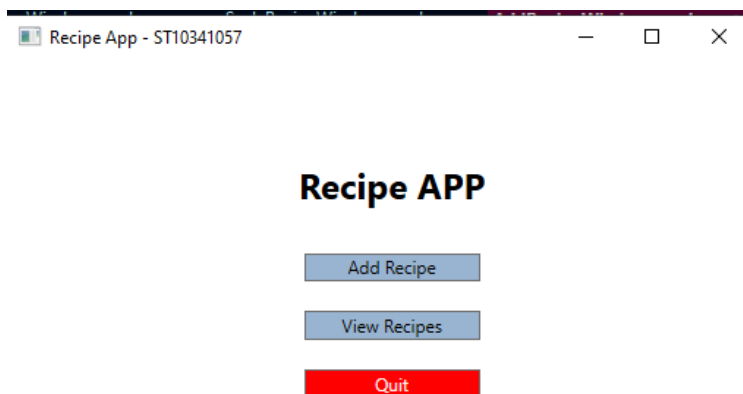 Recipe App - ST10341057
Recipe APP
Add Recipe
View Recipes
Quit